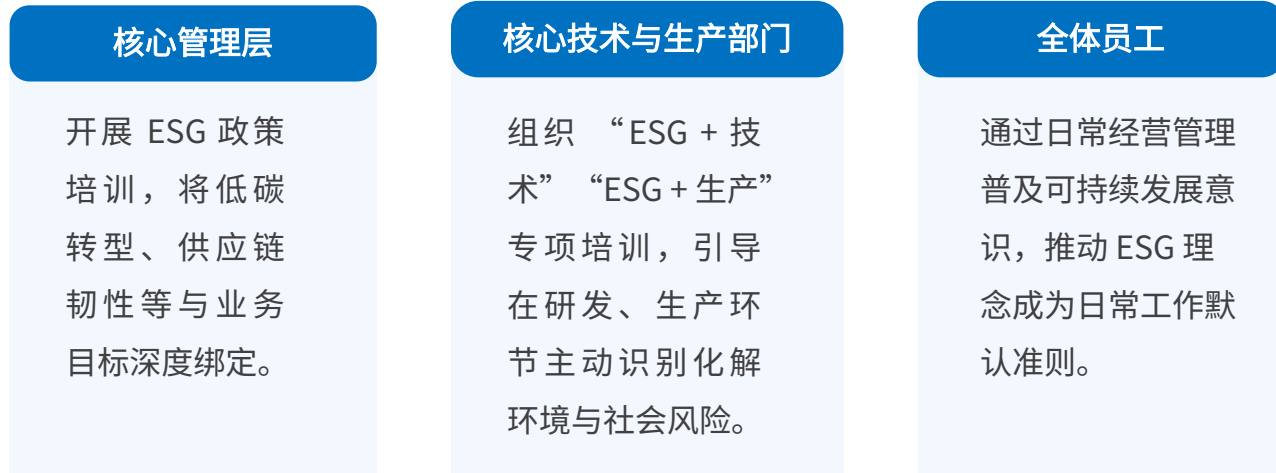 核心管理层
开展 ESG 政策
培训，将低碳
转型、供应链
韧性等与业务
目标深度绑定。
核心技术与生产部门
组织 “ESG + 技
术” “ESG + 生产”
专项培训，引导
在研发、生产环
节主动识别化解
环境与社会风险。
全体员工
通过日常经营管理
普及可持续发展意
识，推动 ESG 理
念成为日常工作默
认准则。